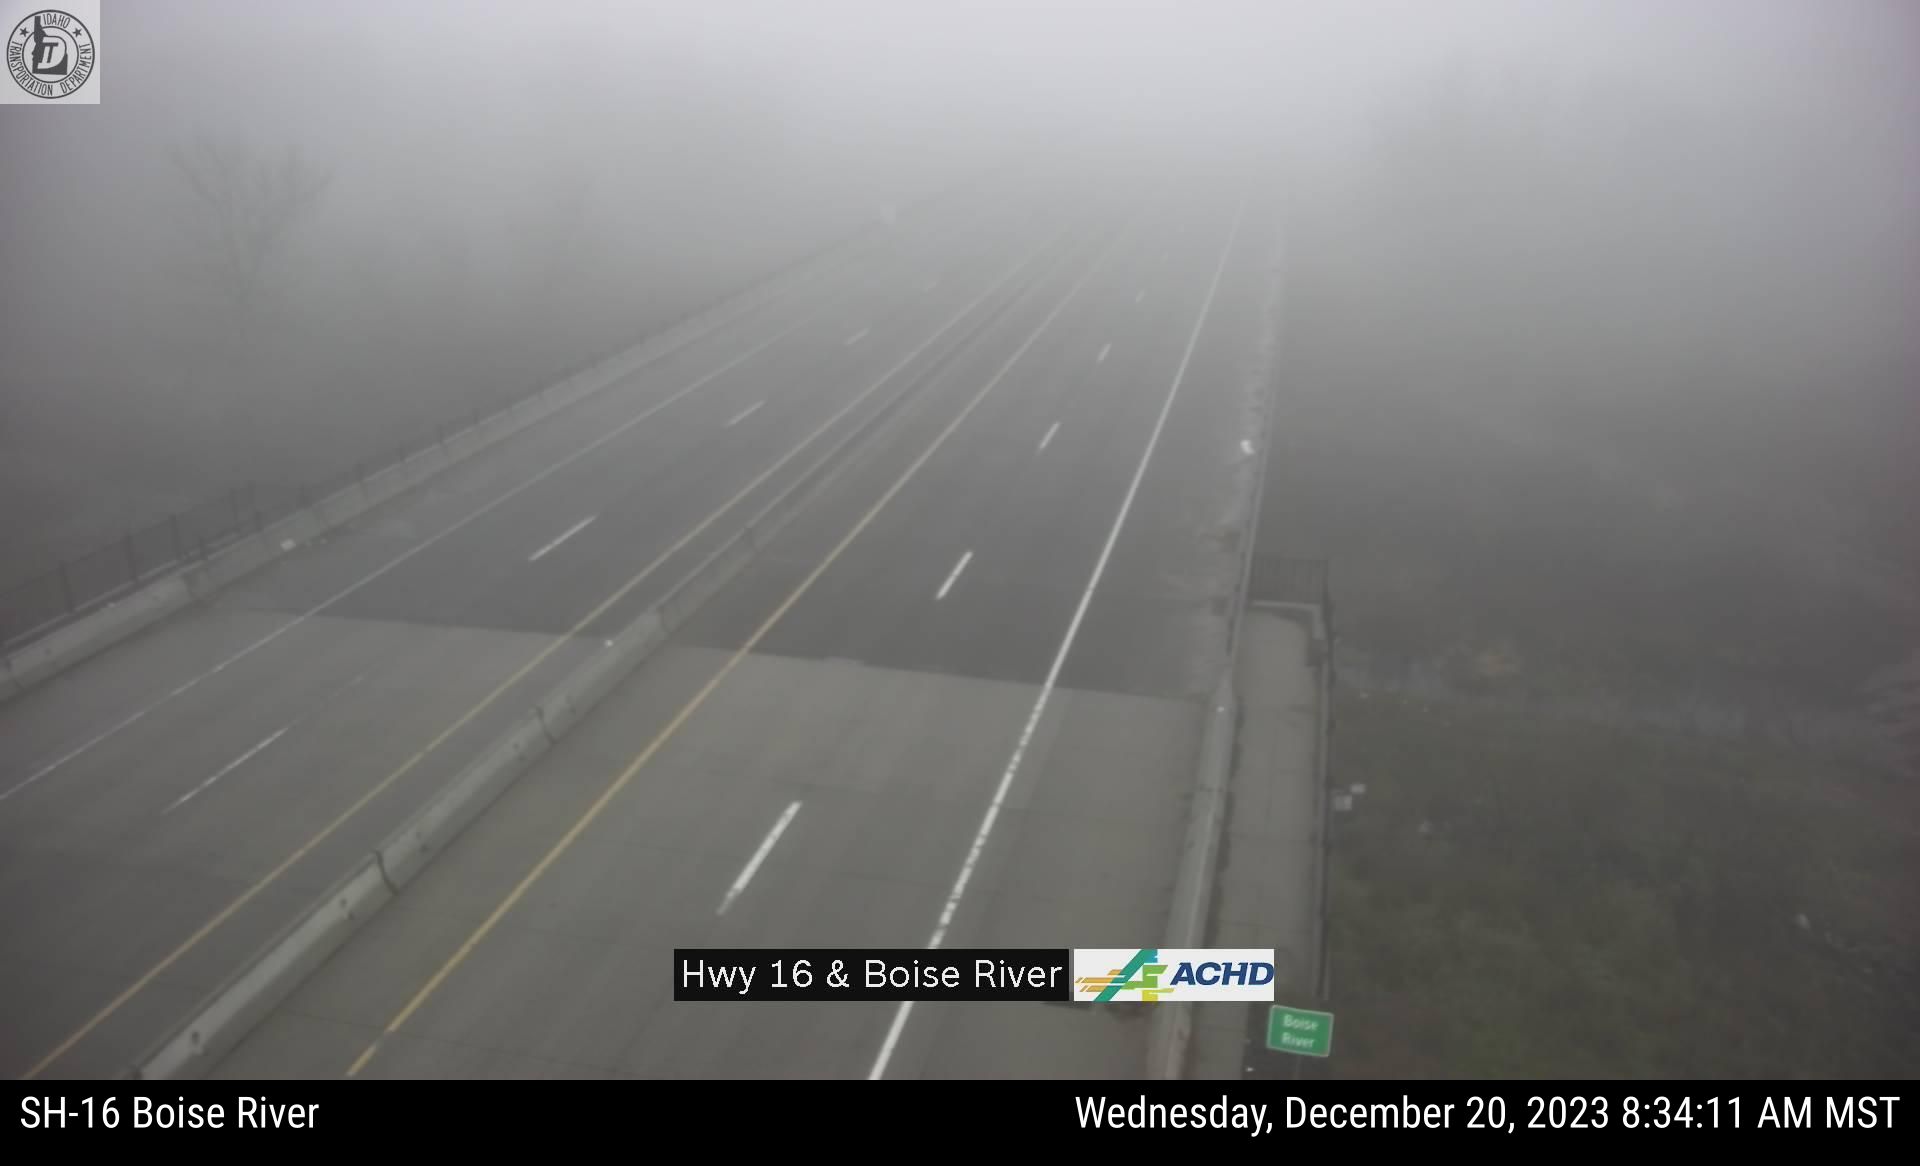 IDAHO
TRANSPORTATION DEPARTMENT
Hwy 16 & Boise River
ACHD
Boise
River
SH-16 Boise River
Wednesday, December 20, 2023 8:34:11 AM MST